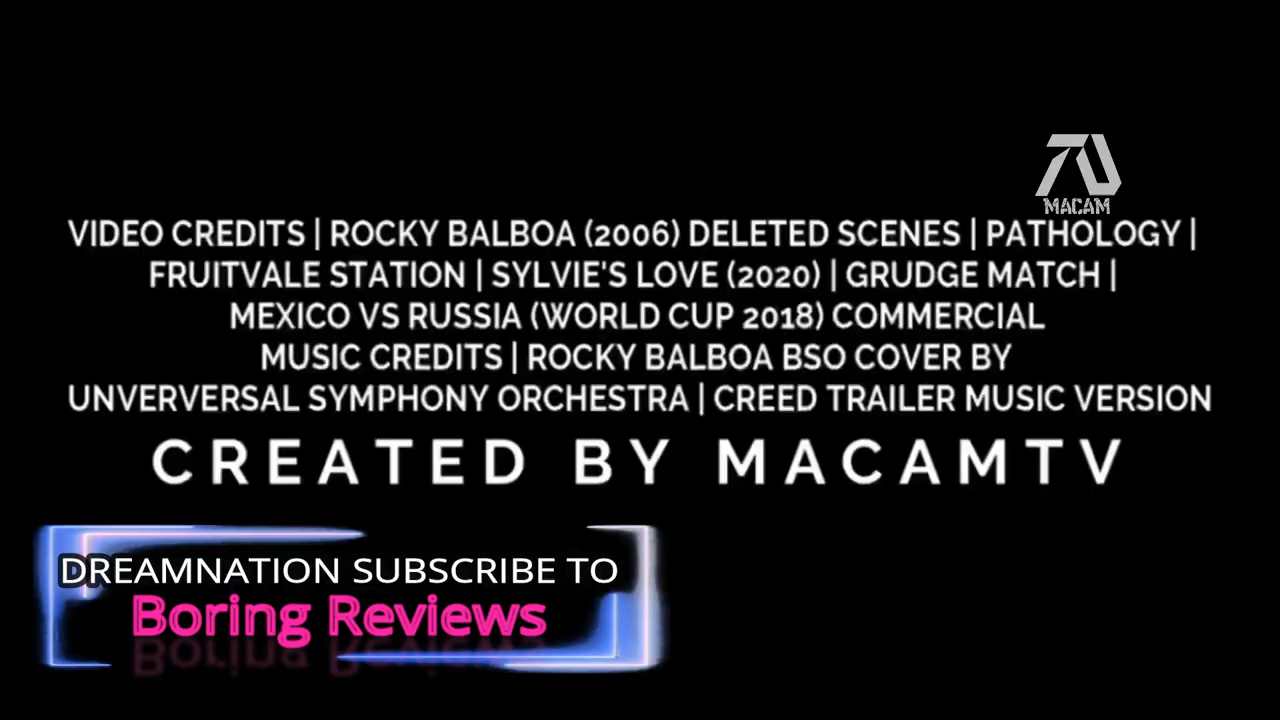 MACAM
VIDEO CREDITS | ROCKY BALBOA (2006) DELETED SCENES | PATHOLOGY |
FRUITVALE STATION | SYLVIE'S LOVE (2020) | GRUDGE MATCH |
MEXICO VS RUSSIA (WORLD CUP 2018) COMMERCIAL
MUSIC CREDITS | ROCKY BALBOA BSO COVER BY
UNVERVERSAL SYMPHONY ORCHESTRA | CREED TRAILER MUSIC VERSION
CREATED BY MACAMTV
DREAMNATION SUBSCRIBE TO
Boring Reviews